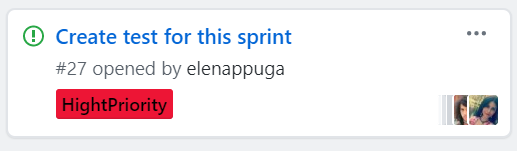 Create test for this sprint
#27 opened by elenappuga
HightPriority